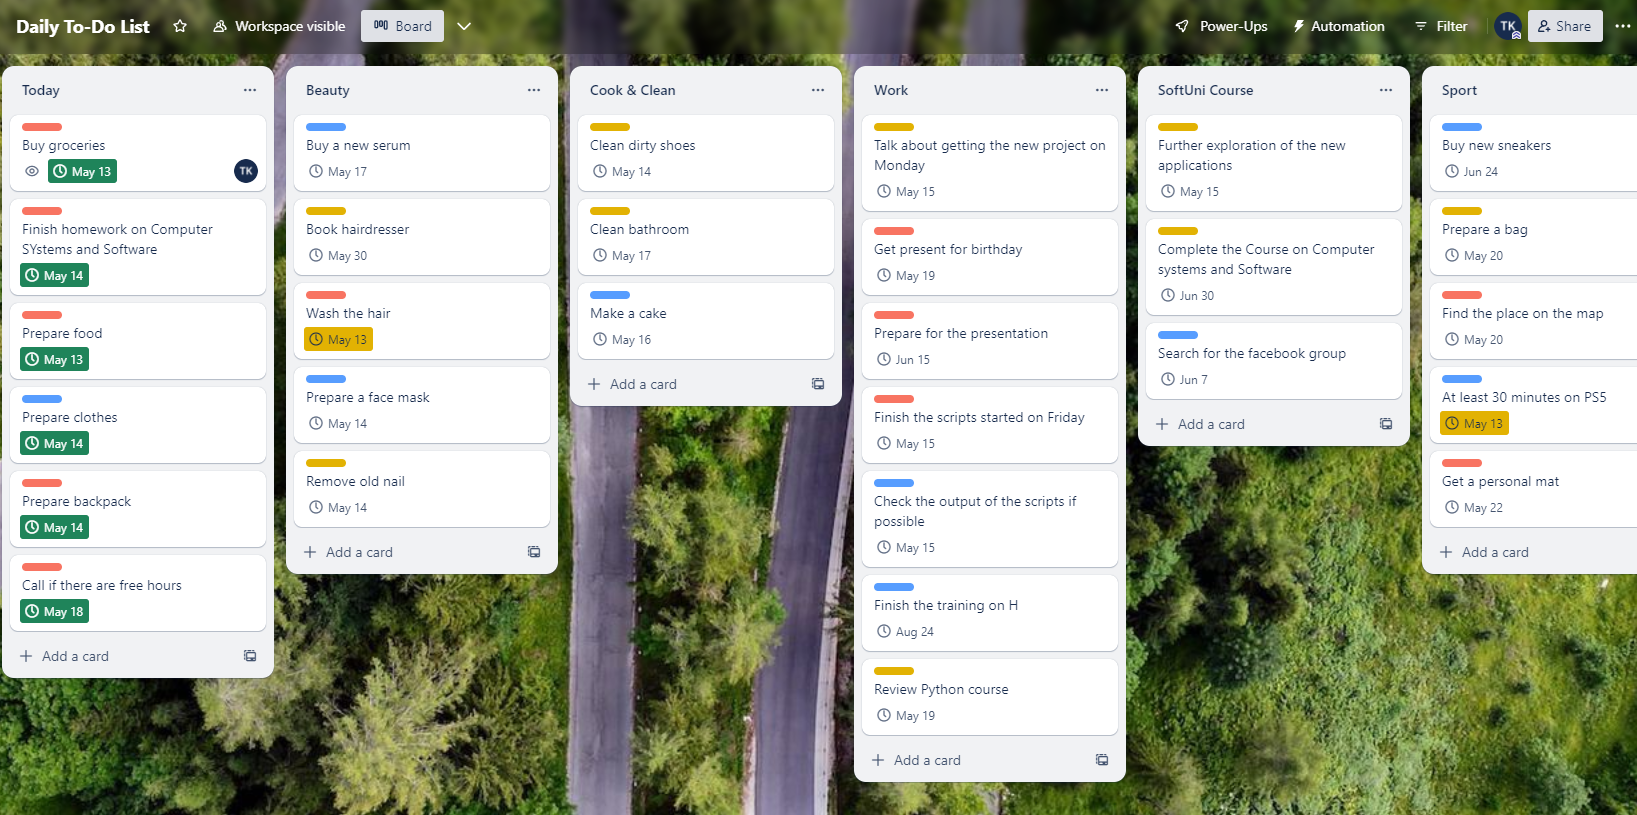 Daily To-Do List
Workspace visible
Board
Power-Ups
Automation
Filter
TK
Share
Today
Buy groceries
May 13
TK
Finish homework on Computer
SYstems and Software
May 14
Prepare food
May 13
Prepare clothes
May 14
Prepare backpack
May 14
Call if there are free hours
May 18
Add a card
Beauty
Buy a new serum
May 17
Book hairdresser
May 30
Wash the hair
May 13
Prepare a face mask
May 14
Remove old nail
May 14
Add a card
Cook & Clean
Clean dirty shoes
May 14
Clean bathroom
May 17
Make a cake
May 16
Add a card
Work
Talk about getting the new project on
Monday
May 15
Get present for birthday
May 19
Prepare for the presentation
Jun 15
Finish the scripts started on Friday
May 15
Check the output of the scripts if
possible
May 15
Finish the training on H
Aug 24
Review Python course
May 19
Add a card
SoftUni Course
Further exploration of the new
applications
May 15
Complete the Course on Computer
systems and Software
Jun 30
Search for the facebook group
Jun 7
Add a card
Sport
Buy new sneakers
Jun 24
Prepare a bag
May 20
Find the place on the map
May 20
At least 30 minutes on PS5
May 13
Get a personal mat
May 22
Add a card